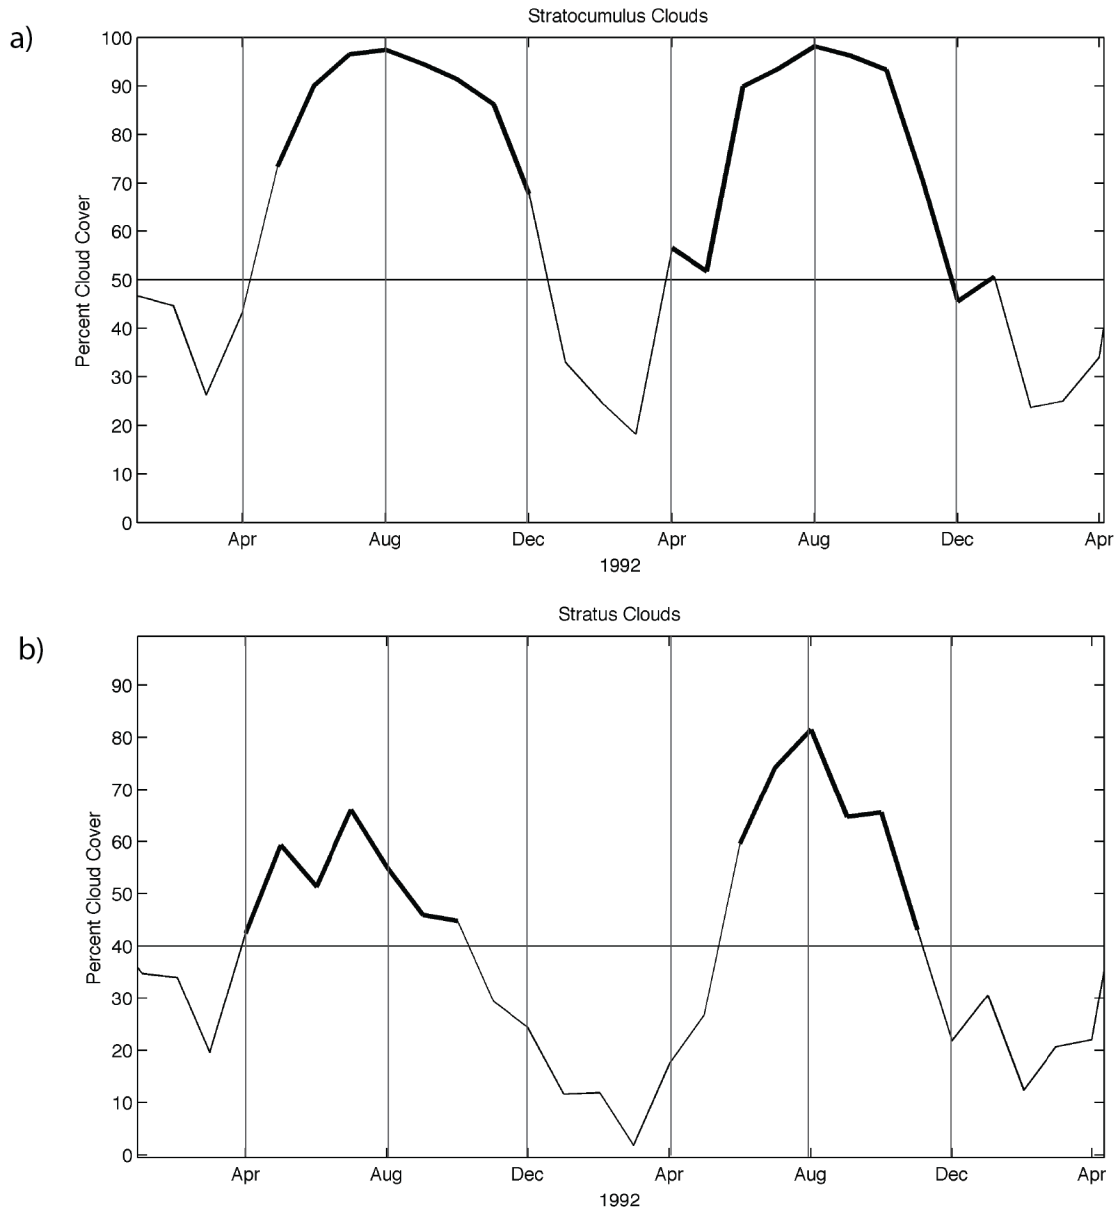 a)
Stratocumulus Clouds
100
90
80
70
60
50
40
30
20
10
0
Percent Cloud Cover
Apr Aug Dec Apr Aug Dec Apr
1992
b)
Stratus Clouds
90
80
70
60
50
40
30
20
10
0
Percent Cloud Cover
Apr Aug Dec Apr Aug Dec Apr
1992